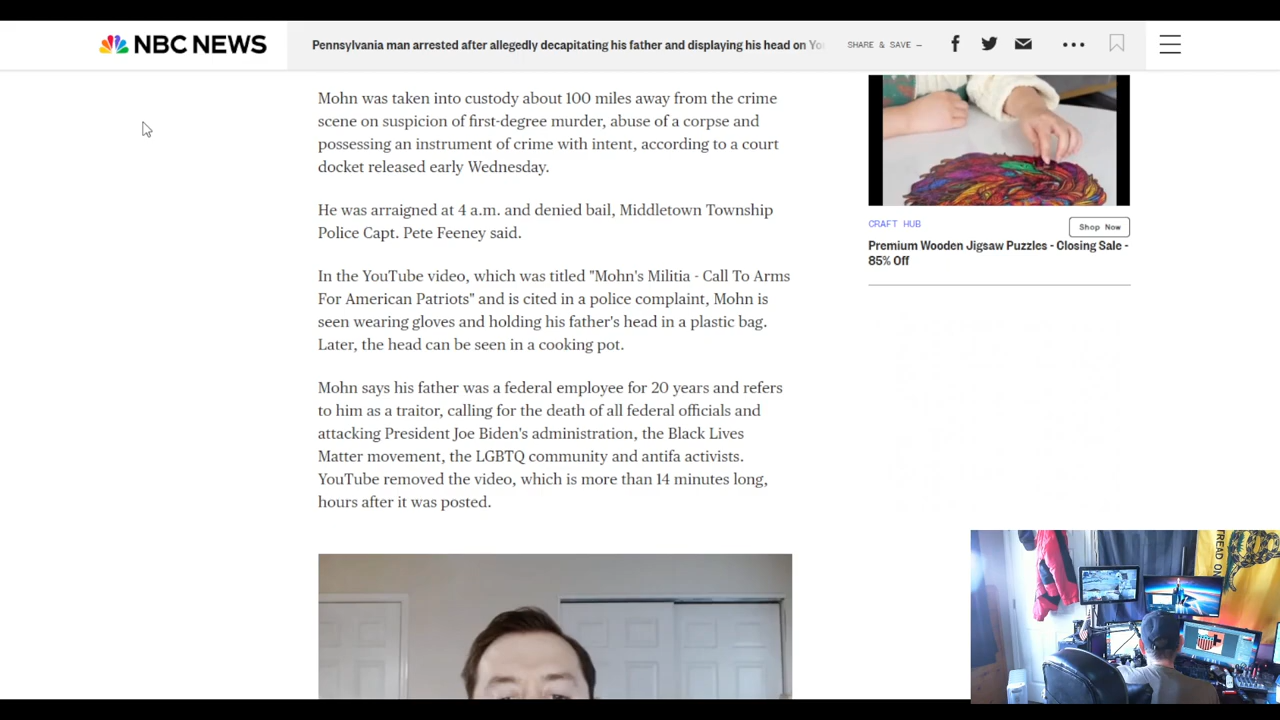 NBC NEWS
Pennsylvania man arrested after allegedly decapitating his father and displaying his head on
SHARE & SAVE –
Mohn was taken into custody about 100 miles away from the crime
scene on suspicion of first-degree murder, abuse of a corpse and
possessing an instrument of crime with intent, according to a court
docket released early Wednesday.
He was arraigned at 4 a.m. and denied bail, Middletown Township
Police Capt. Pete Feeney said.
In the YouTube video, which was titled "Mohn's Militia - Call To Arms
For American Patriots" and is cited in a police complaint, Mohn is
seen wearing gloves and holding his father's head in a plastic bag.
Later, the head can be seen in a cooking pot.
Mohn says his father was a federal employee for 20 years and refers
to him as a traitor, calling for the death of all federal officials and
attacking President Joe Biden's administration, the Black Lives
Matter movement, the LGBTQ community and antifa activists.
YouTube removed the video, which is more than 14 minutes long,
hours after it was posted.
CRAFT HUB
Shop Now
Premium Wooden Jigsaw Puzzles - Closing Sale -
85% Off
TREAD ON